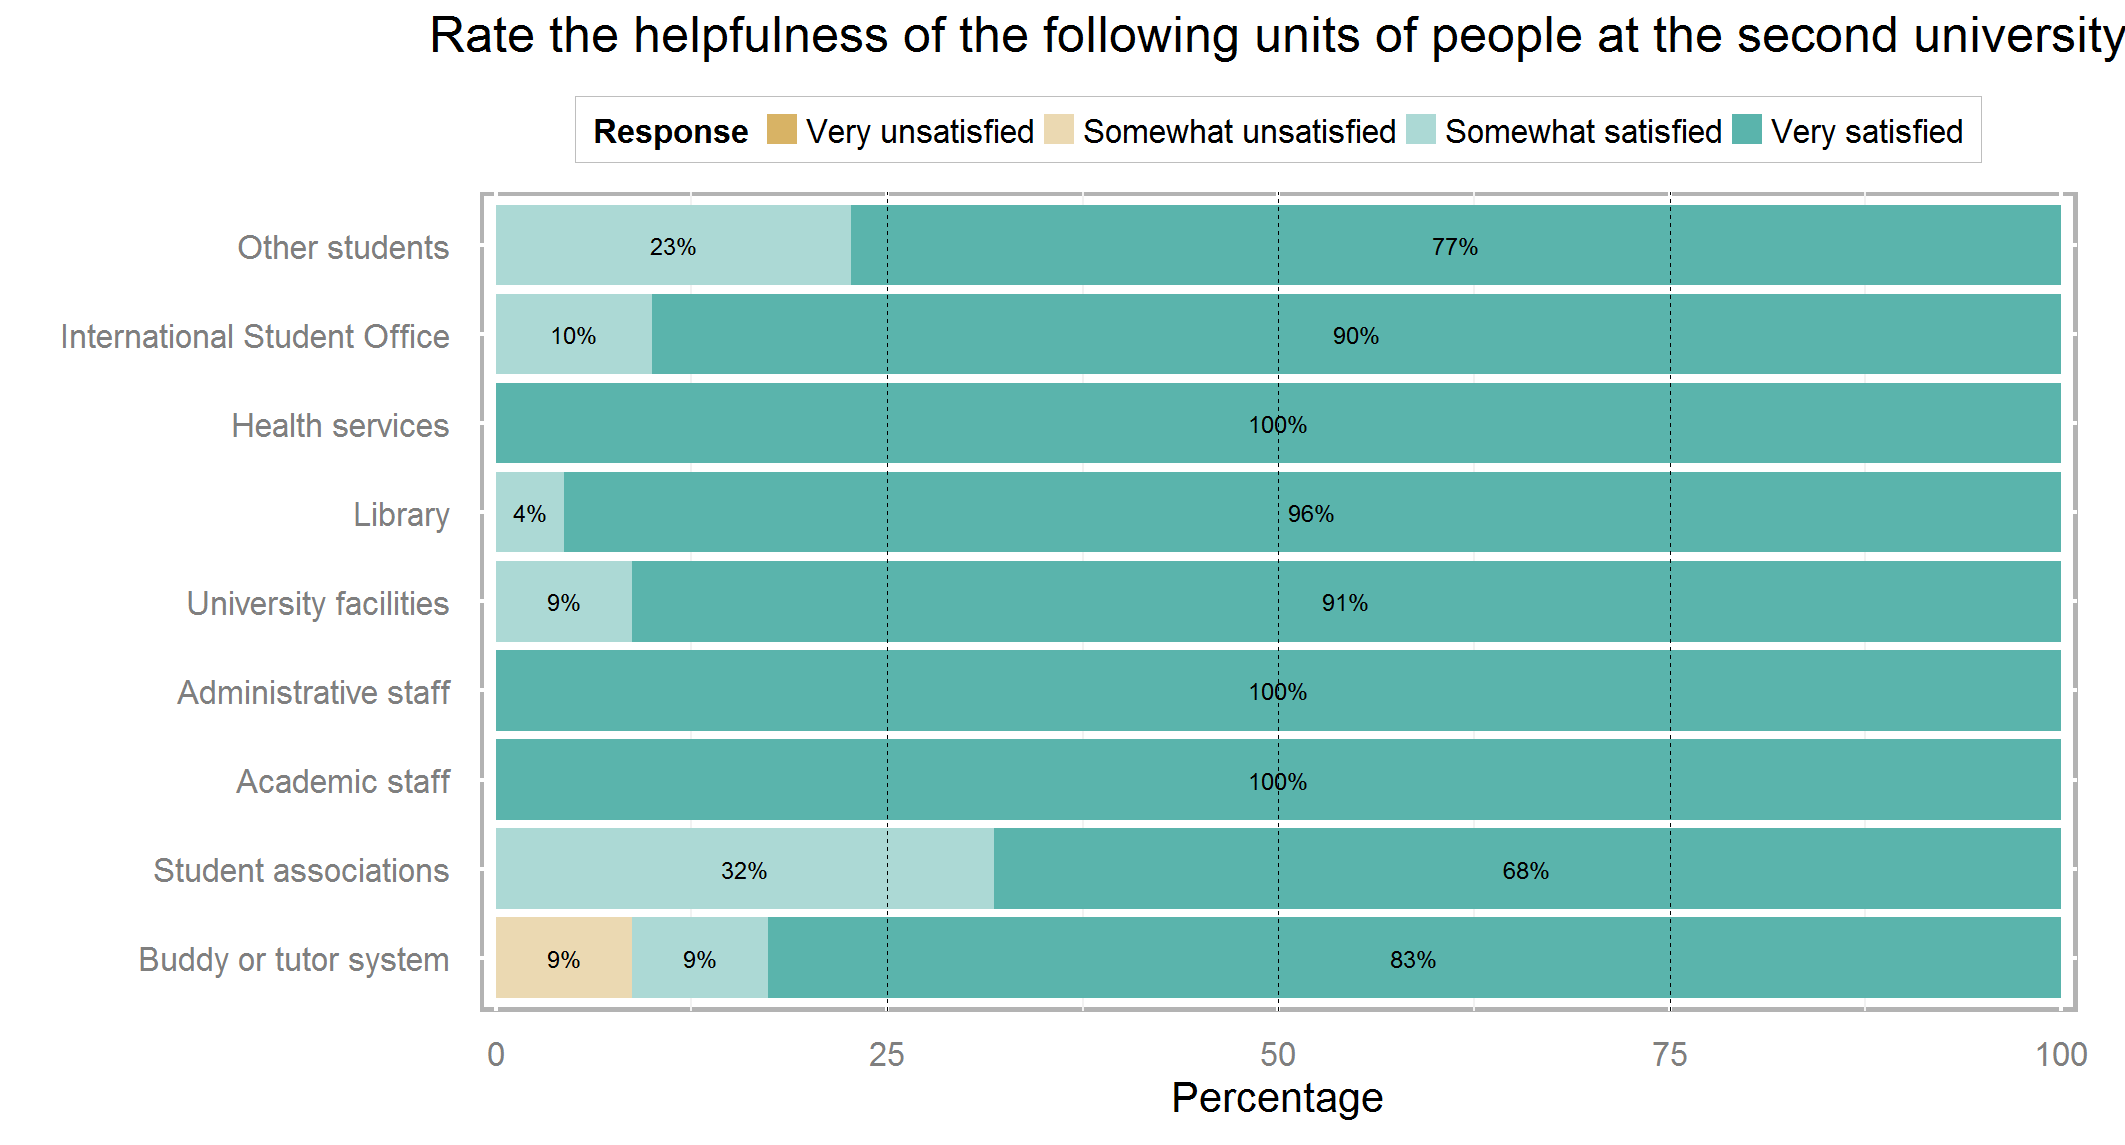 Rate the helpfulness of the following units of people at the second university
Response Very unsatisfied Somewhat unsatisfied Somewhat satisfied Very satisfied
Other students 23% 77%
International Student Office 10% 90%
Health services 100%
Library 4% 96%
University facilities 9% 91%
Administrative staff 100%
Academic staff 100%
Student associations 32% 68%
Buddy or tutor system 9% 9% 83%
0 25 50 75 100
Percentage